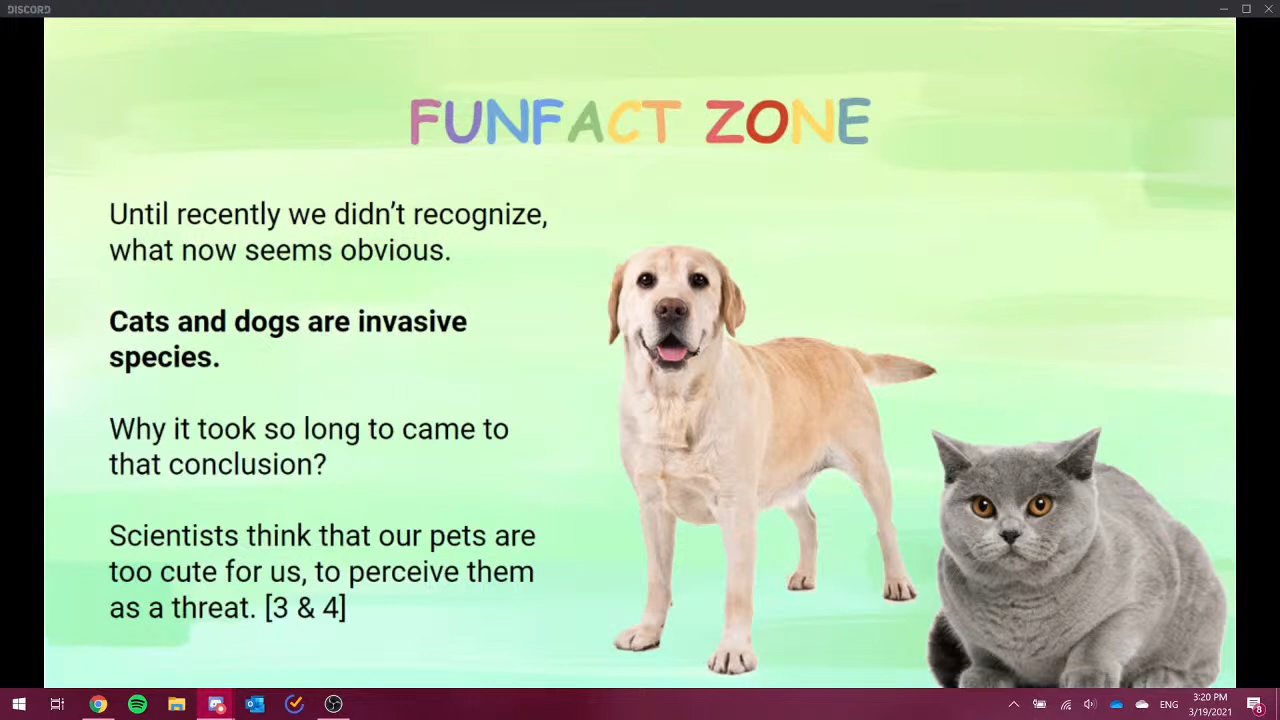 DISCORD
FUNFACT ZONE
Until recently we didn’t recognize,
what now seems obvious.
Cats and dogs are invasive
species.
Why it took so long to came to
that conclusion?
Scientists think that our pets are
too cute for us, to perceive them
as a threat. [3 & 4]
ENG
3:20 PM
3/19/2021
8